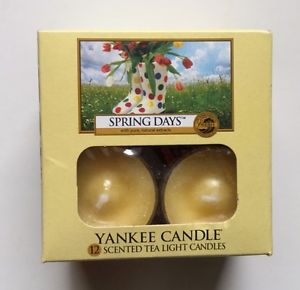 SPRING DAYS™
with pure, natural extracts
YANKEE CANDLE®
12 SCENTED TEA LIGHT CANDLES